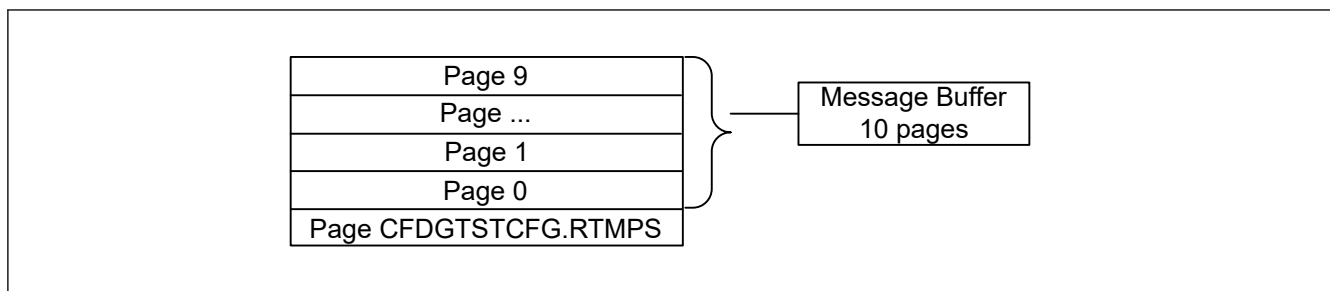 Page 9
Page ...
Page 1
Page 0
Page CFDGTSTCFG.RTMPS
Message Buffer
10 pages